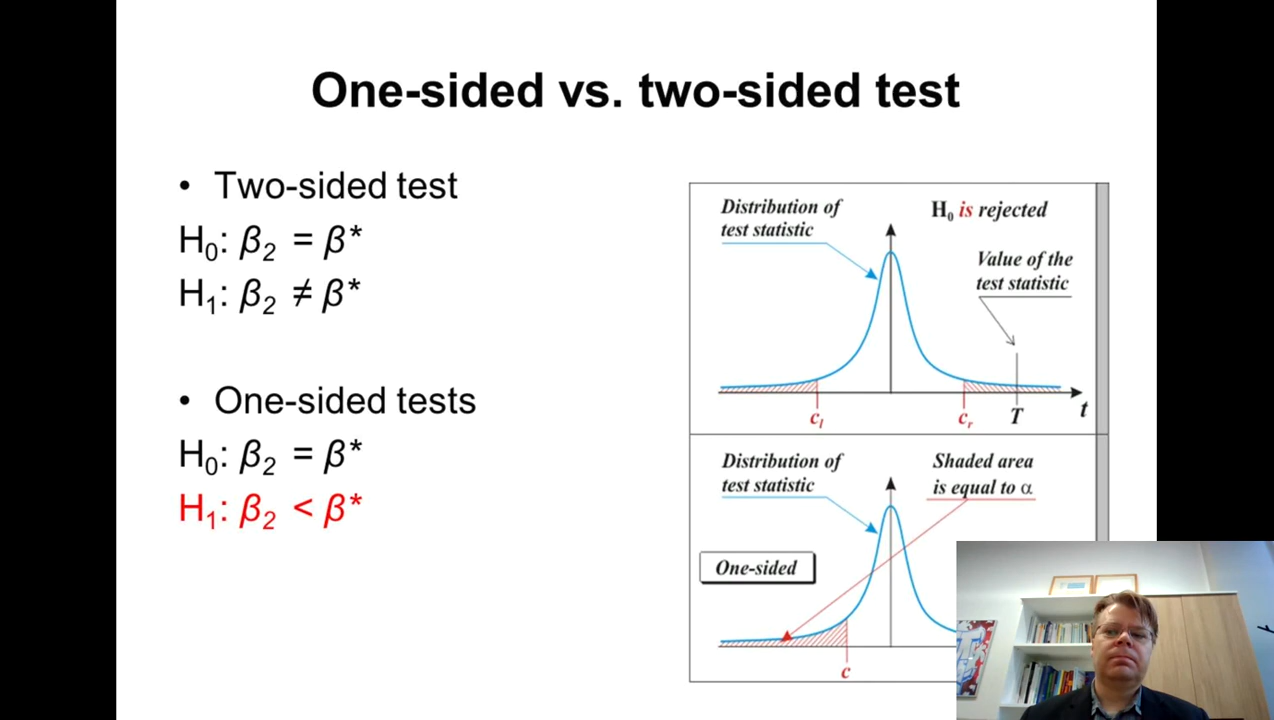 One-sided vs. two-sided test
• Two-sided test
H₀: β₂ = β*
H₁: β₂ ≠ β*
• One-sided tests
H₀: β₂ = β*
H₁: β₂ < β*
Distribution of
test statistic
H₀ is rejected
Value of the
test statistic
cₗ
cᵣ
T
t
Distribution of
test statistic
Shaded area
is equal to α
One-sided
c